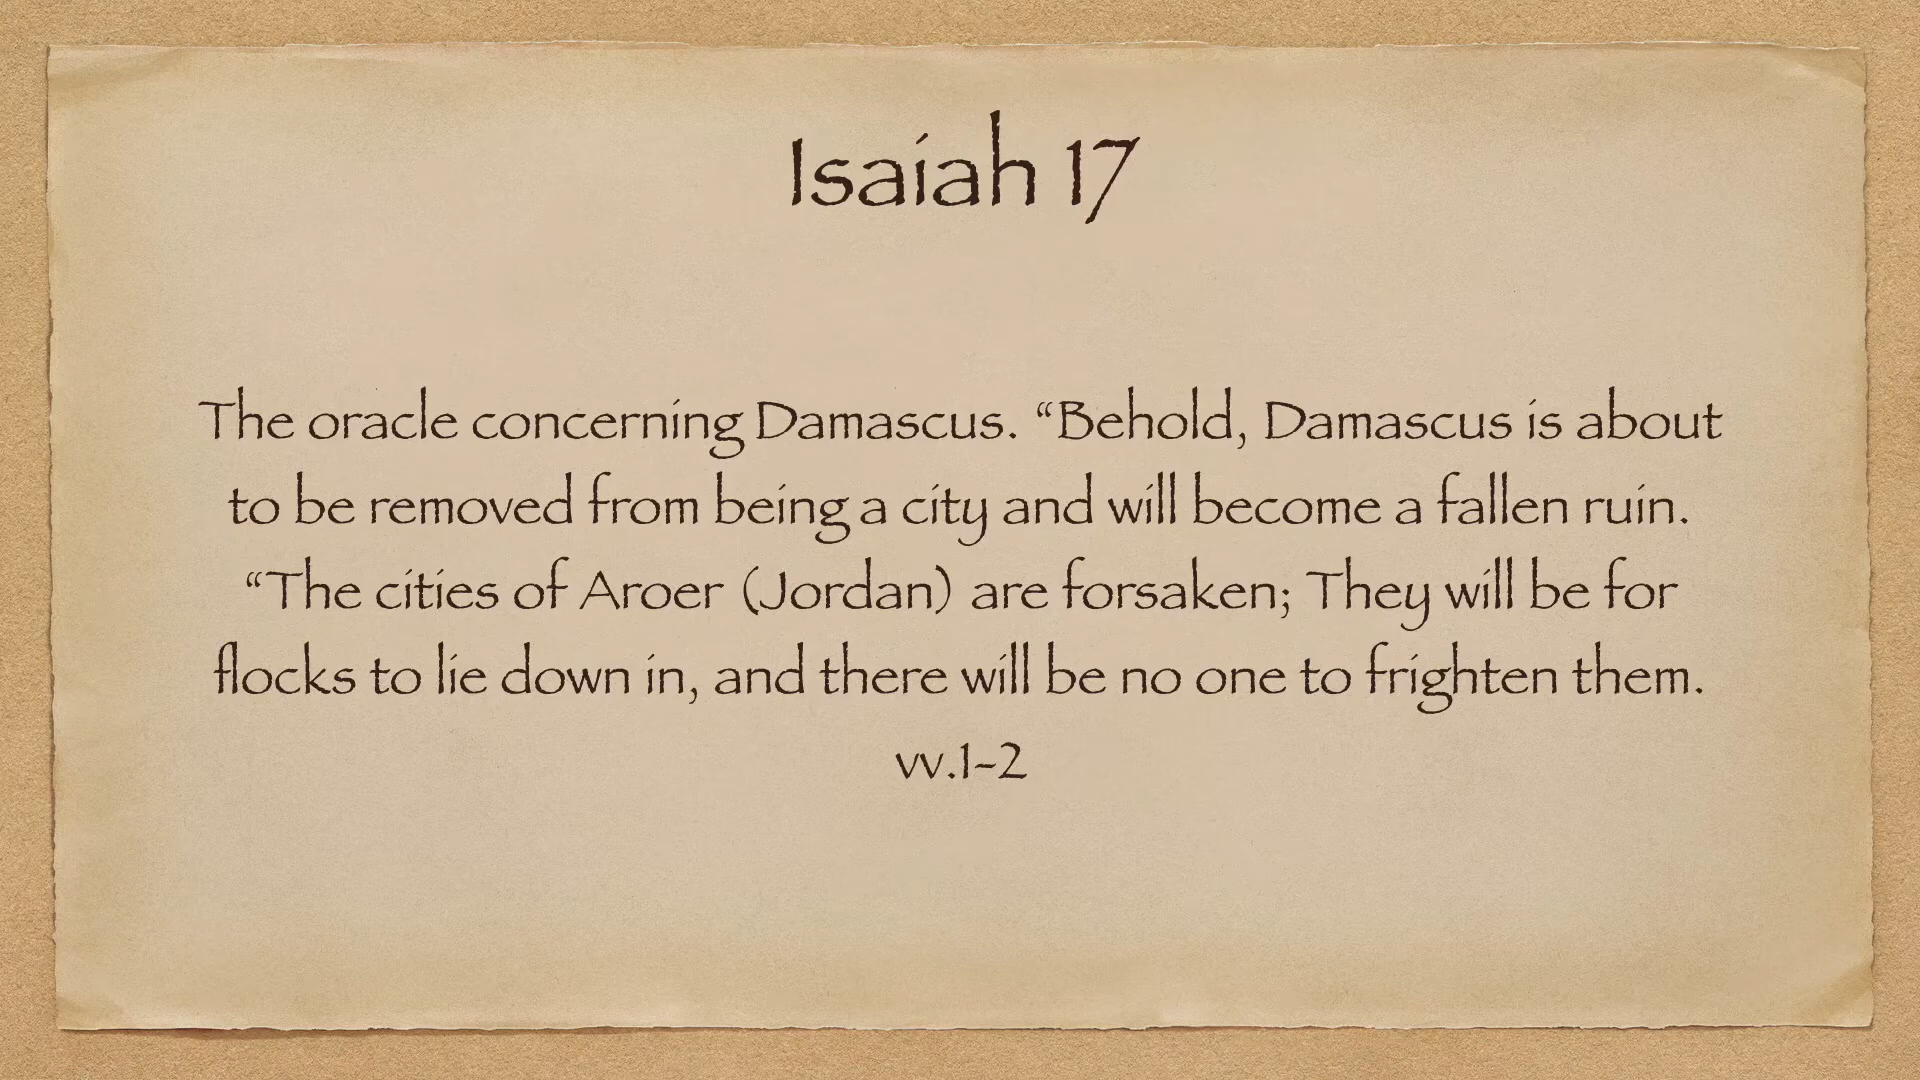 Isaiah 17
The oracle concerning Damascus. “Behold, Damascus is about
to be removed from being a city and will become a fallen ruin.
“The cities of Aroer (Jordan) are forsaken; They will be for
flocks to lie down in, and there will be no one to frighten them.
vv.1-2